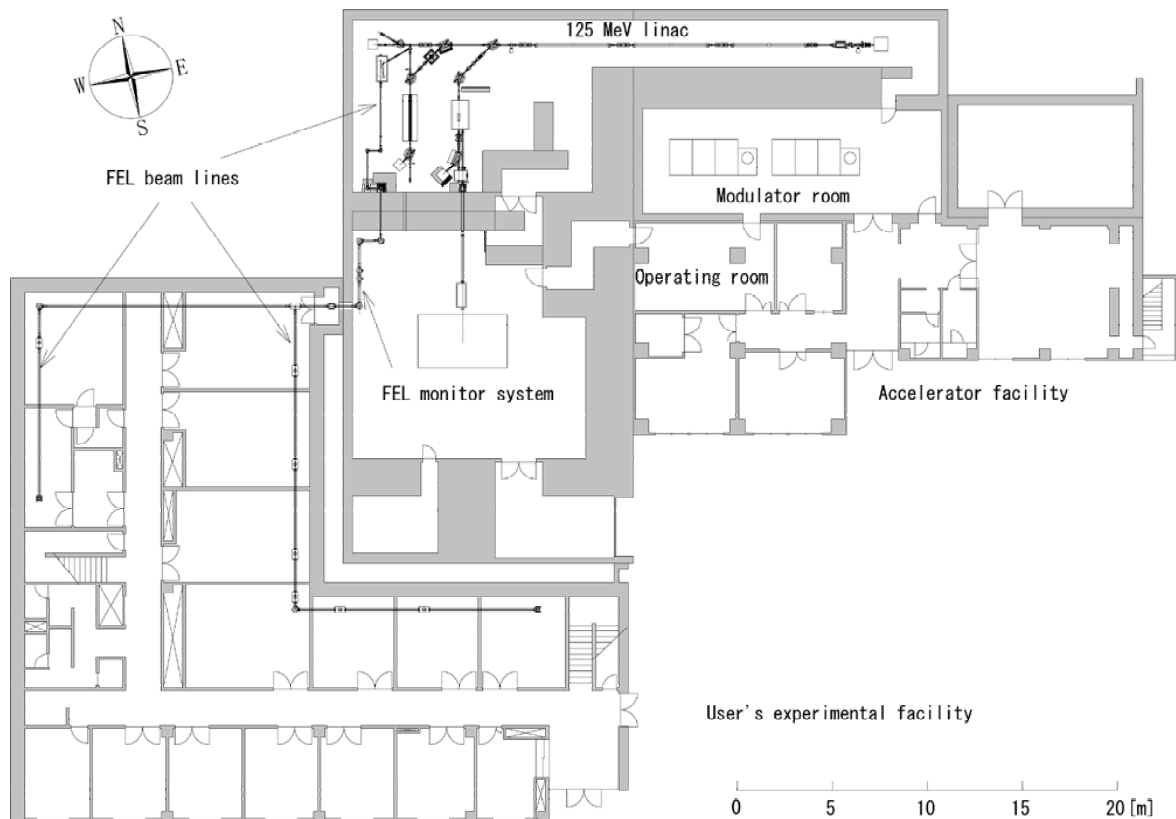 125 MeV linac
N
E
W
S
FEL beam lines
Modulator room
Operating room
FEL monitor system
Accelerator facility
User's experimental facility
0 5 10 15 20 [m]